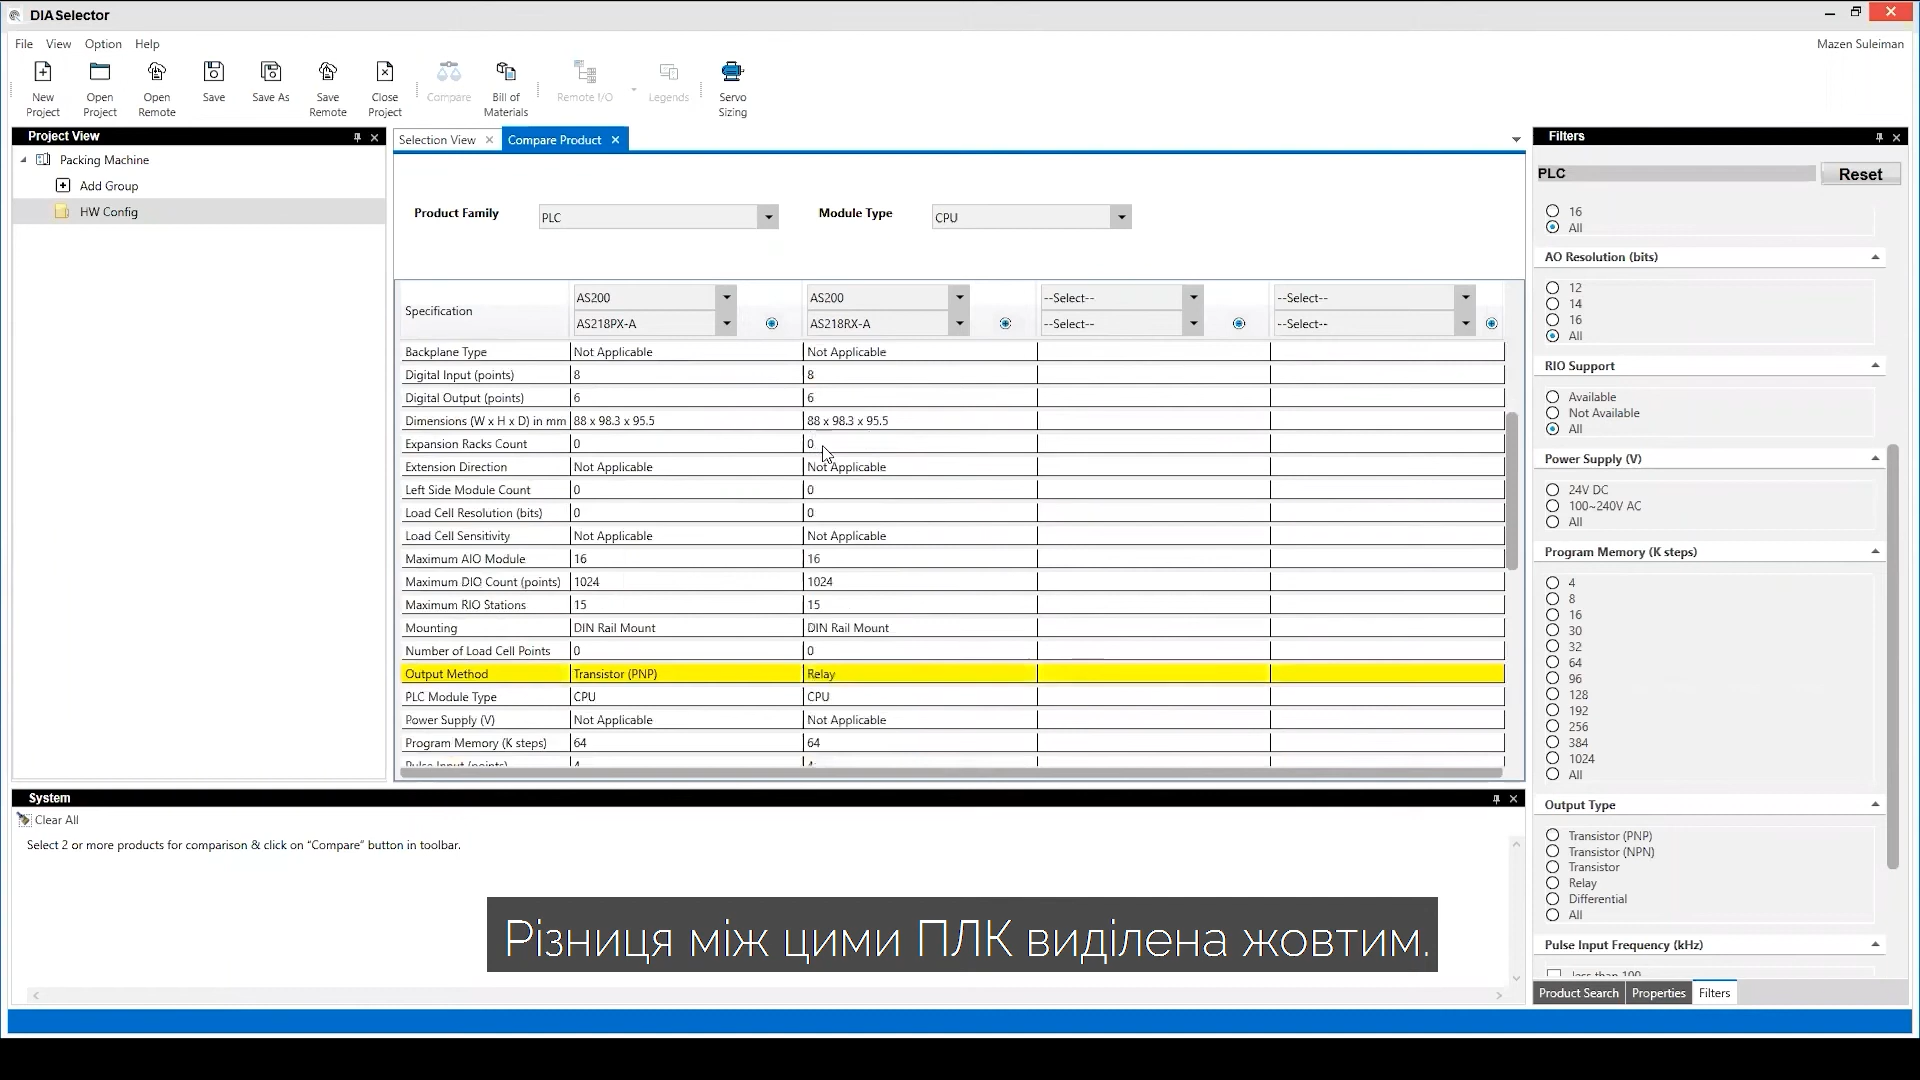 DIASelector
File View Option Help
Mazen Suleiman
New Project
Open Project
Open Remote
Save
Save As
Save Remote
Close Project
Compare
Bill of Materials
Remote I/O
Legends
Servo Sizing
Project View
Packing Machine
Add Group
HW Config
Selection View
Compare Product
Product Family PLC
Module Type CPU
Specification
AS200 AS200 --Select-- --Select--
AS218PX-A AS218RX-A --Select-- --Select--
Backplane Type Not Applicable Not Applicable
Digital Input (points) 8 8
Digital Output (points) 6 6
Dimensions (W x H x D) in mm 88 x 98.3 x 95.5 88 x 98.3 x 95.5
Expansion Racks Count 0 0
Extension Direction Not Applicable Not Applicable
Left Side Module Count 0 0
Load Cell Resolution (bits) 0 0
Load Cell Sensitivity Not Applicable Not Applicable
Maximum AIO Module 16 16
Maximum DIO Count (points) 1024 1024
Maximum RIO Stations 15 15
Mounting DIN Rail Mount DIN Rail Mount
Number of Load Cell Points 0 0
Output Method Transistor (PNP) Relay
PLC Module Type CPU CPU
Power Supply (V) Not Applicable Not Applicable
Program Memory (K steps) 64 64
Pulse Input (points) 4 4
Filters
PLC Reset
16
All
AO Resolution (bits)
12
14
16
All
RIO Support
Available
Not Available
All
Power Supply (V)
24V DC
100~240V AC
All
Program Memory (K steps)
4
8
16
30
32
64
96
128
192
256
384
1024
All
Output Type
Transistor (PNP)
Transistor (NPN)
Transistor
Relay
Differential
All
Pulse Input Frequency (kHz)
less than 100
Product Search Properties Filters
System
Clear All
Select 2 or more products for comparison & click on “Compare” button in toolbar.
Різниця між цими ПЛК виділена жовтим.